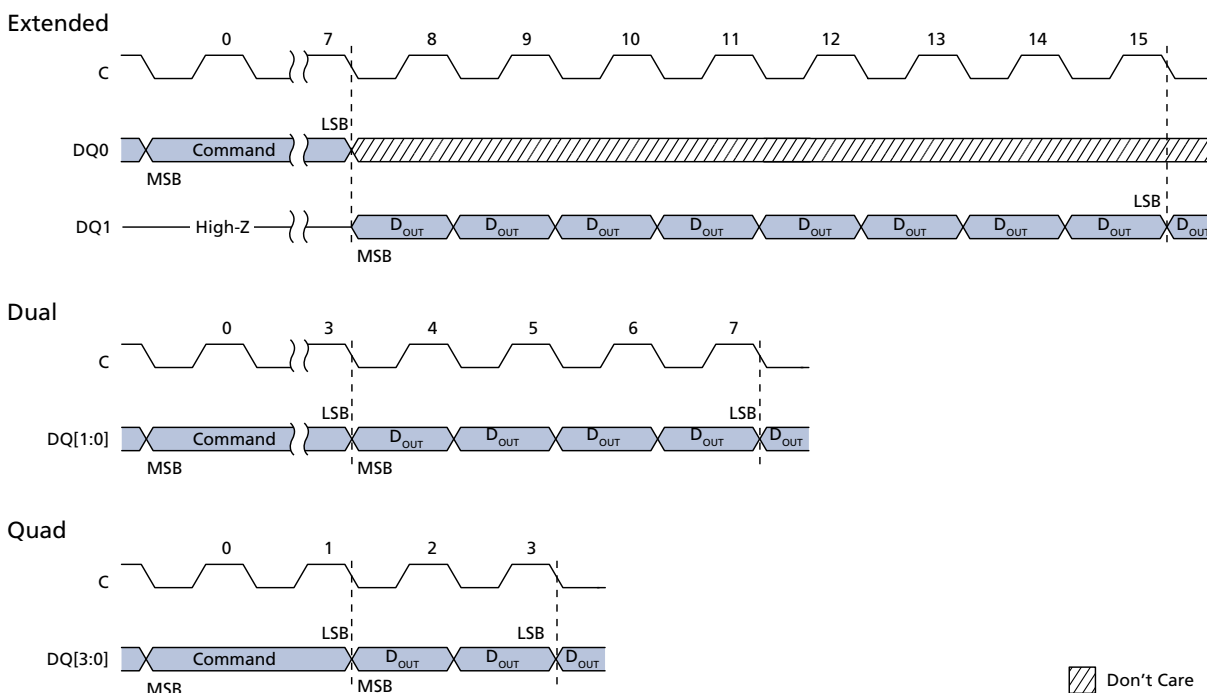 Extended
0 7 8 9 10 11 12 13 14 15
C
LSB
DQ0 Command
MSB
LSB
DQ1 High-Z DOUT DOUT DOUT DOUT DOUT DOUT DOUT DOUT DOUT
MSB
Dual
0 3 4 5 6 7
C
LSB LSB
DQ[1:0] Command DOUT DOUT DOUT DOUT DOUT
MSB MSB
Quad
0 1 2 3
C
LSB LSB
DQ[3:0] Command DOUT DOUT DOUT
MSB MSB
Don't Care